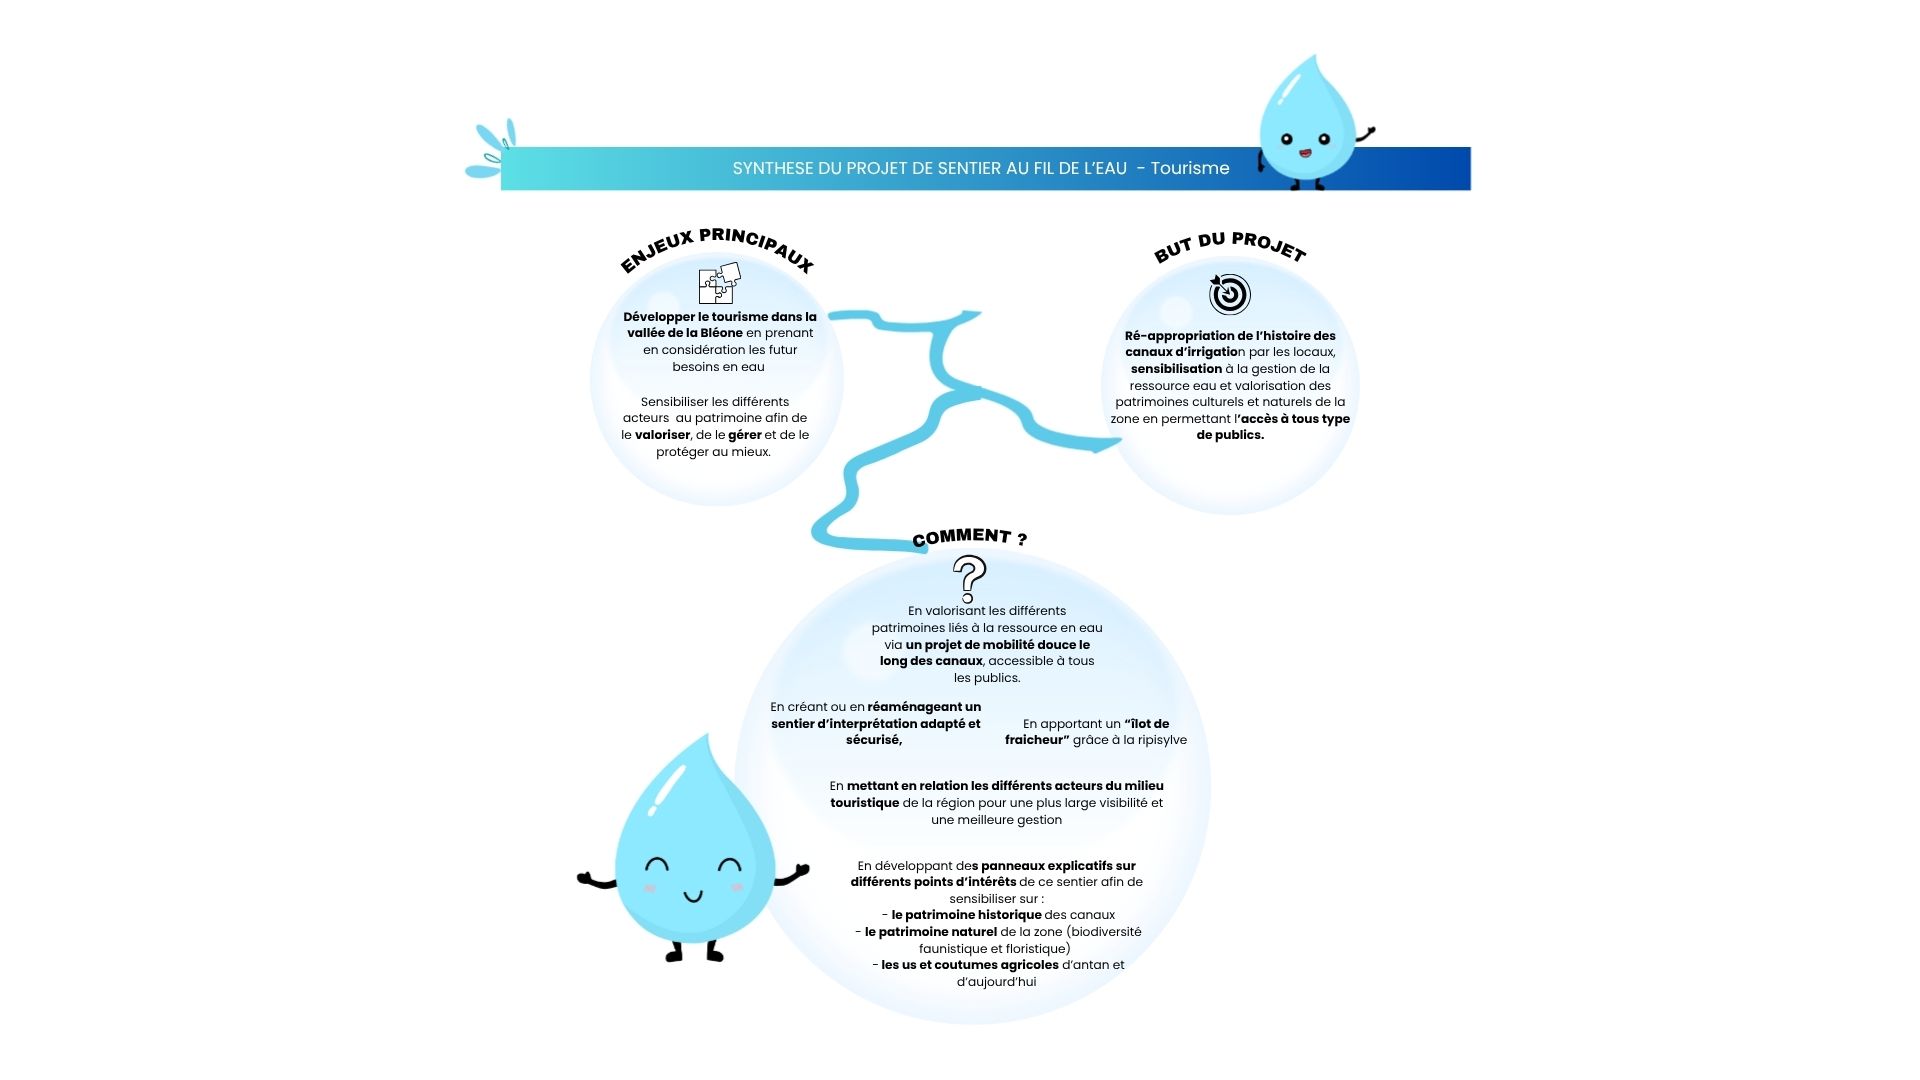 SYNTHESE DU PROJET DE SENTIER AU FIL DE L'EAU - Tourisme
ENJEUX PRINCIPAUX
Développer le tourisme dans la
vallée de la Bléone en prenant
en considération les futur
besoins en eau
Sensibiliser les différents
acteurs au patrimoine afin de
le valoriser, de le gérer et de le
protéger au mieux.
BUT DU PROJET
Ré-appropriation de l'histoire des
canaux d'irrigation par les locaux,
sensibilisation à la gestion de la
ressource eau et valorisation des
patrimoines culturels et naturels de la
zone en permettant l'accès à tous type
de publics.
COMMENT ?
En valorisant les différents
patrimoines liés à la ressource en eau
via un projet de mobilité douce le
long des canaux, accessible à tous
les publics.
En créant ou en réaménageant un
sentier d'interprétation adapté et
sécurisé,
En apportant un “îlot de
fraicheur” grâce à la ripisylve
En mettant en relation les différents acteurs du milieu
touristique de la région pour une plus large visibilité et
une meilleure gestion
En développant des panneaux explicatifs sur
différents points d'intérêts de ce sentier afin de
sensibiliser sur :
- le patrimoine historique des canaux
- le patrimoine naturel de la zone (biodiversité
faunistique et floristique)
- les us et coutumes agricoles d'antan et
d'aujourd'hui